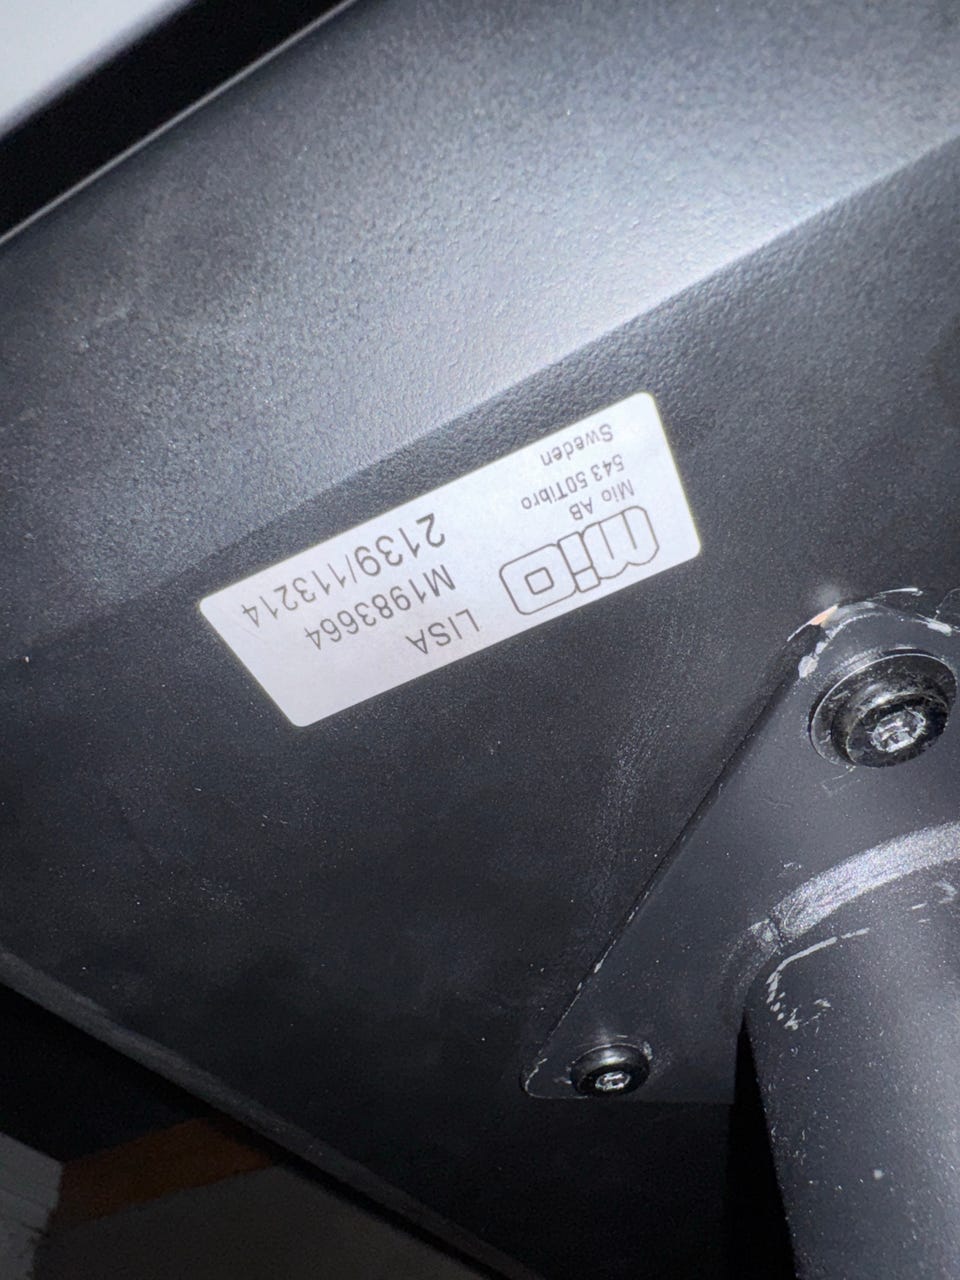 mio
Mio AB
543 50Tibro
Sweden
LISA
M1983664
2139/113214